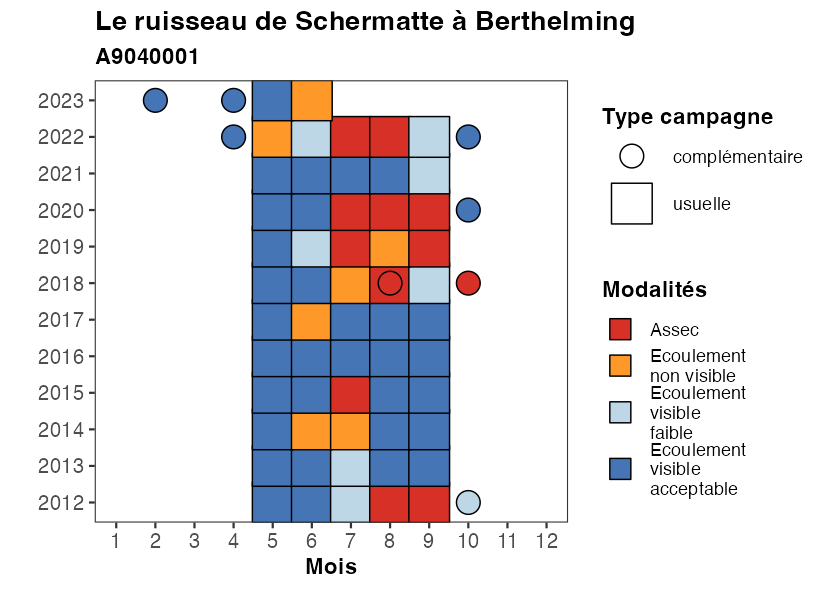 Le ruisseau de Schermatte à Berthelming
A9040001
2023
2022
2021
2020
2019
2018
2017
2016
2015
2014
2013
2012
1 2 3 4 5 6 7 8 9 10 11 12
Mois
Type campagne
complémentaire
usuelle
Modalités
Assec
Ecoulement
non visible
Ecoulement
visible
faible
Ecoulement
visible
acceptable